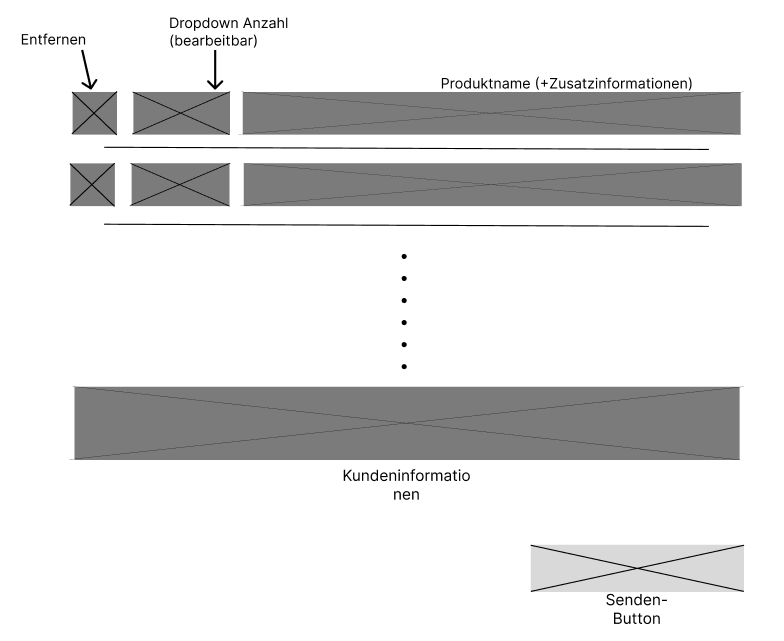 Dropdown Anzahl
(bearbeitbar)
Entfernen
Produktname (+Zusatzinformationen)
Kundeninformatio
nen
Senden-
Button